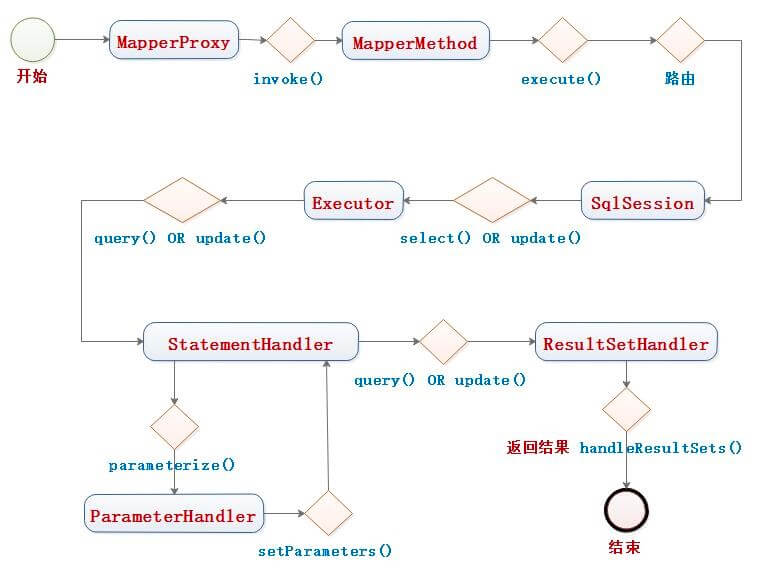 MapperProxy
MapperMethod
开始
invoke()
execute()
路由
Executor
SqlSession
query() OR update()
select() OR update()
StatementHandler
ResultSetHandler
query() OR update()
parameterize()
返回结果 handleResultSets()
ParameterHandler
setParameters()
结束